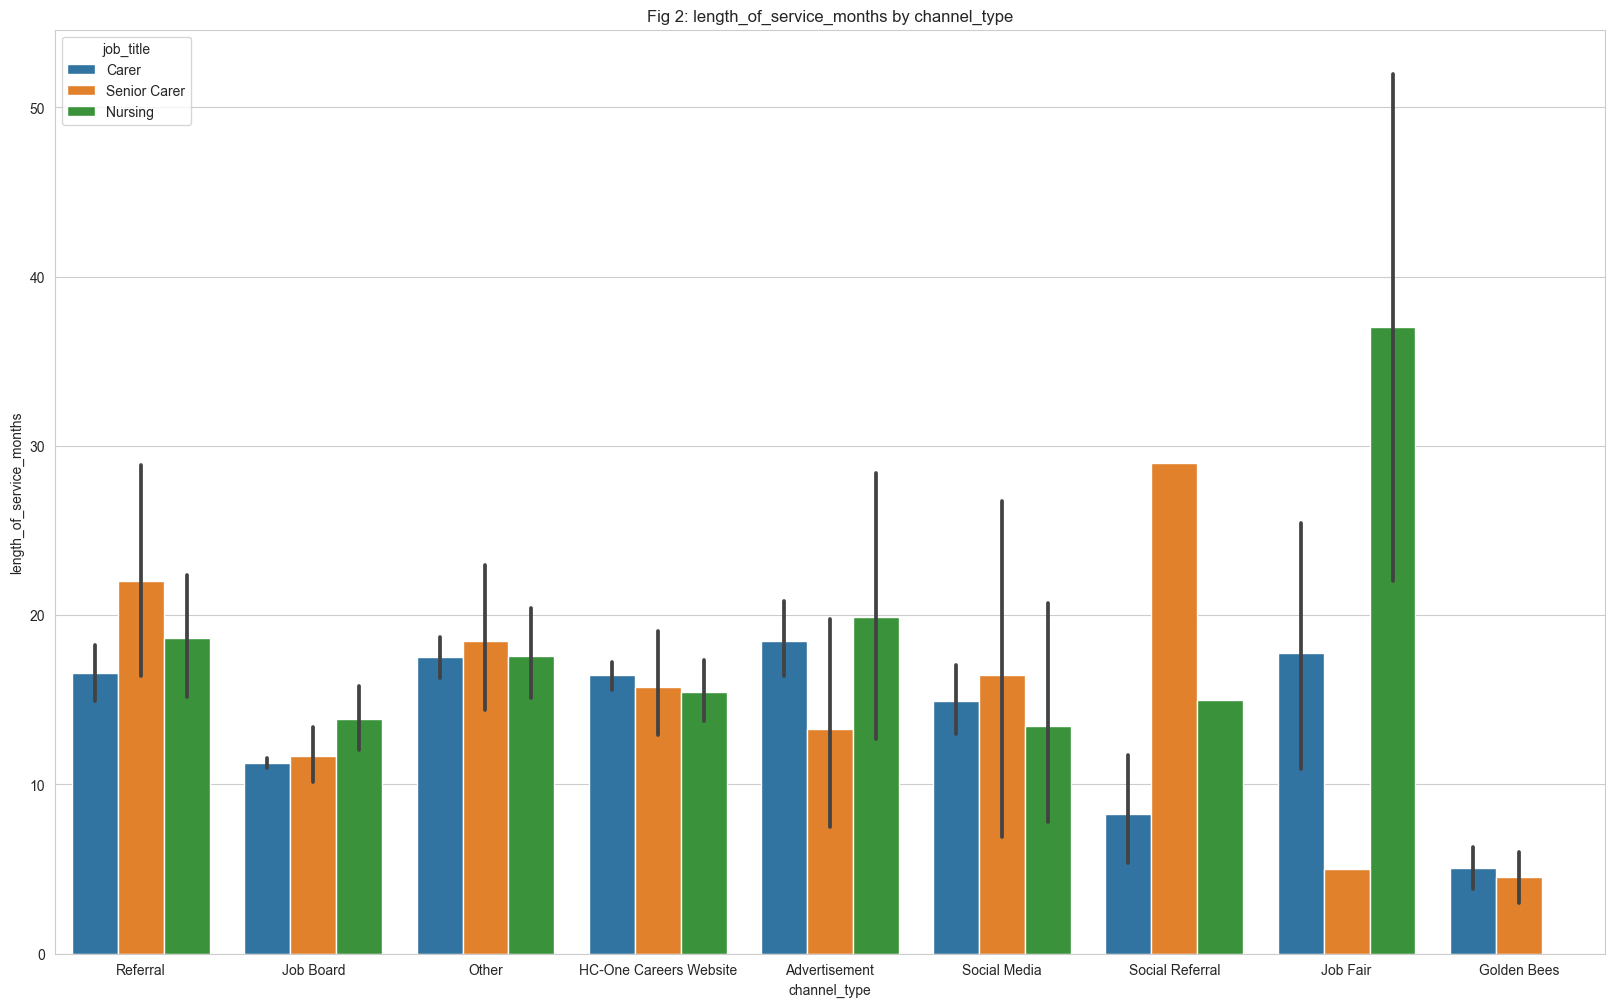 Fig 2: length_of_service_months by channel_type
job_title
Carer
Senior Carer
Nursing
length_of_service_months
50
40
30
20
10
0
Referral
Job Board
Other
HC-One Careers Website
Advertisement
Social Media
Social Referral
Job Fair
Golden Bees
channel_type